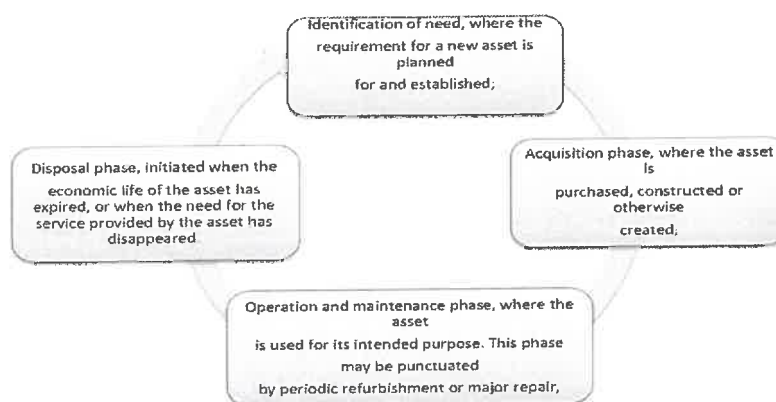 Identification of need, where the
requirement for a new asset is
planned
for and established;
Acquisition phase, where the asset
is
purchased, constructed or
otherwise
created;
Operation and maintenance phase, where the
asset
is used for its intended purpose. This phase
may be punctuated
by periodic refurbishment or major repair,
Disposal phase, initiated when the
economic life of the asset has
expired, or when the need for the
service provided by the asset has
disappeared